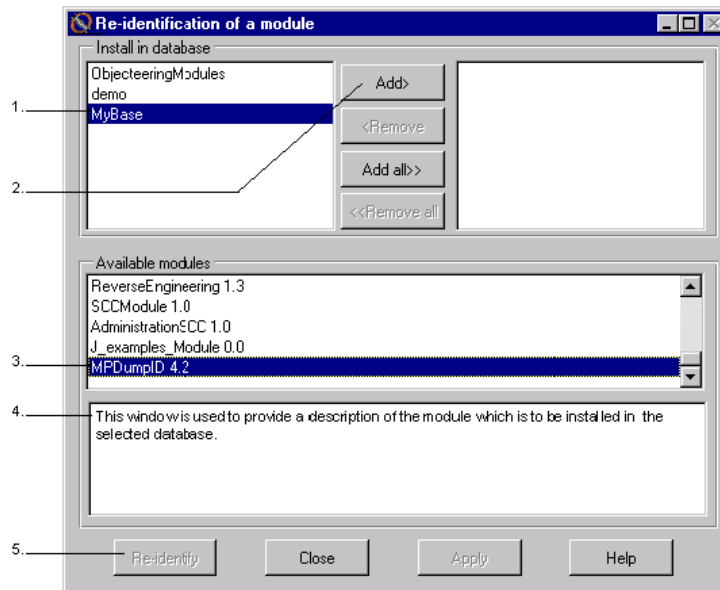 Re-identification of a module
Install in database
ObjecteeringModules
demo
1. MyBase
Add>
<Remove
2. Add all>>
<<Remove all
Available modules
ReverseEngineering 1.3
SCCModule 1.0
AdministrationSCC 1.0
J_examples_Module 0.0
3. MPDumpID 4.2
4. This window is used to provide a description of the module which is to be installed in the
selected database.
5. Re-identify Close Apply Help